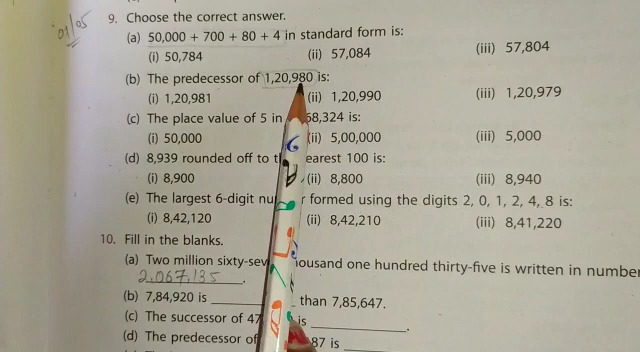 01/05
9. Choose the correct answer.
(a) 50,000 + 700 + 80 + 4 in standard form is:
(i) 50,784 (ii) 57,084 (iii) 57,804
(b) The predecessor of 1,20,980 is:
(i) 1,20,981 (ii) 1,20,990 (iii) 1,20,979
(c) The place value of 5 in 68,324 is:
(i) 50,000 (ii) 5,00,000 (iii) 5,000
(d) 8,939 rounded off to earest 100 is:
(i) 8,900 (ii) 8,800 (iii) 8,940
(e) The largest 6-digit nu r formed using the digits 2, 0, 1, 2, 4, 8 is:
(i) 8,42,120 (ii) 8,42,210 (iii) 8,41,220
10. Fill in the blanks.
(a) Two million sixty-sev housand one hundred thirty-five is written in number
2,067,135.
(b) 7,84,920 is ____ than 7,85,647.
(c) The successor of 47 is ____.
(d) The predecessor of 87 is ____